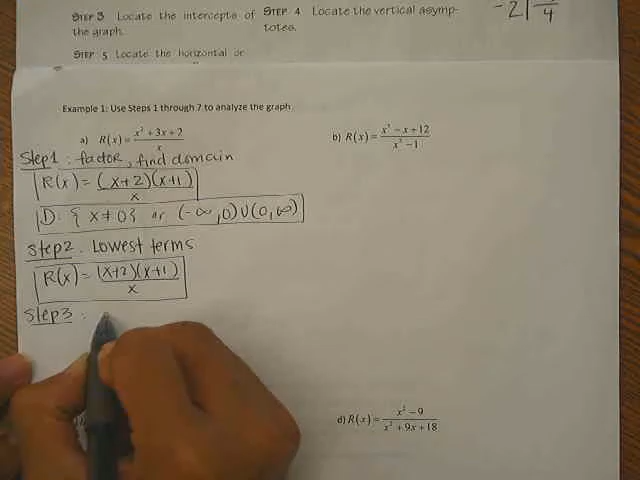 STEP 3 Locate the intercepts of the graph.
STEP 4 Locate the vertical asymp-totes.
STEP 5 Locate the horizontal or
-2 | 4
Example 1: Use Steps 1 through 7 to analyze the graph.
a) R(x) = (x² + 3x + 2)/x
b) R(x) = (x² − x + 12)/(x² − 1)
Step1 : factor, find domain
R(x) = (x+2)(x+1)/x
D: { x≠0 } or (-∞,0)∪(0,∞)
Step2. Lowest terms
R(x) = (x+2)(x+1)/x
Step3 :
d) R(x) = (x² − 9)/(x² + 9x + 18)